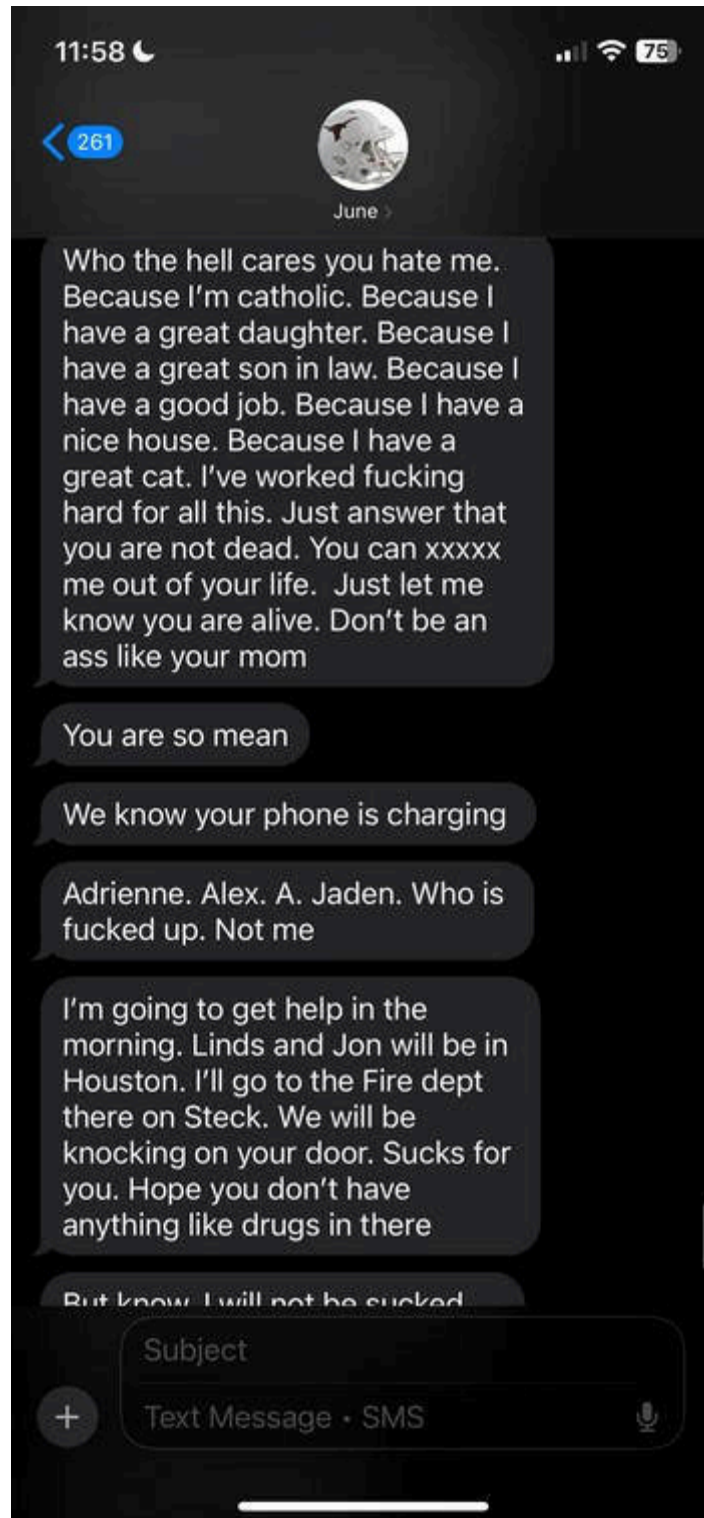 11:58
75
261
June
Who the hell cares you hate me.
Because I'm catholic. Because I
have a great daughter. Because I
have a great son in law. Because I
have a good job. Because I have a
nice house. Because I have a
great cat. I've worked fucking
hard for all this. Just answer that
you are not dead. You can xxxxx
me out of your life.  Just let me
know you are alive. Don't be an
ass like your mom
You are so mean
We know your phone is charging
Adrienne. Alex. A. Jaden. Who is
fucked up. Not me
I'm going to get help in the
morning. Linds and Jon will be in
Houston. I'll go to the Fire dept
there on Steck. We will be
knocking on your door. Sucks for
you. Hope you don't have
anything like drugs in there
But know. I will not be sucked
Subject
Text Message • SMS